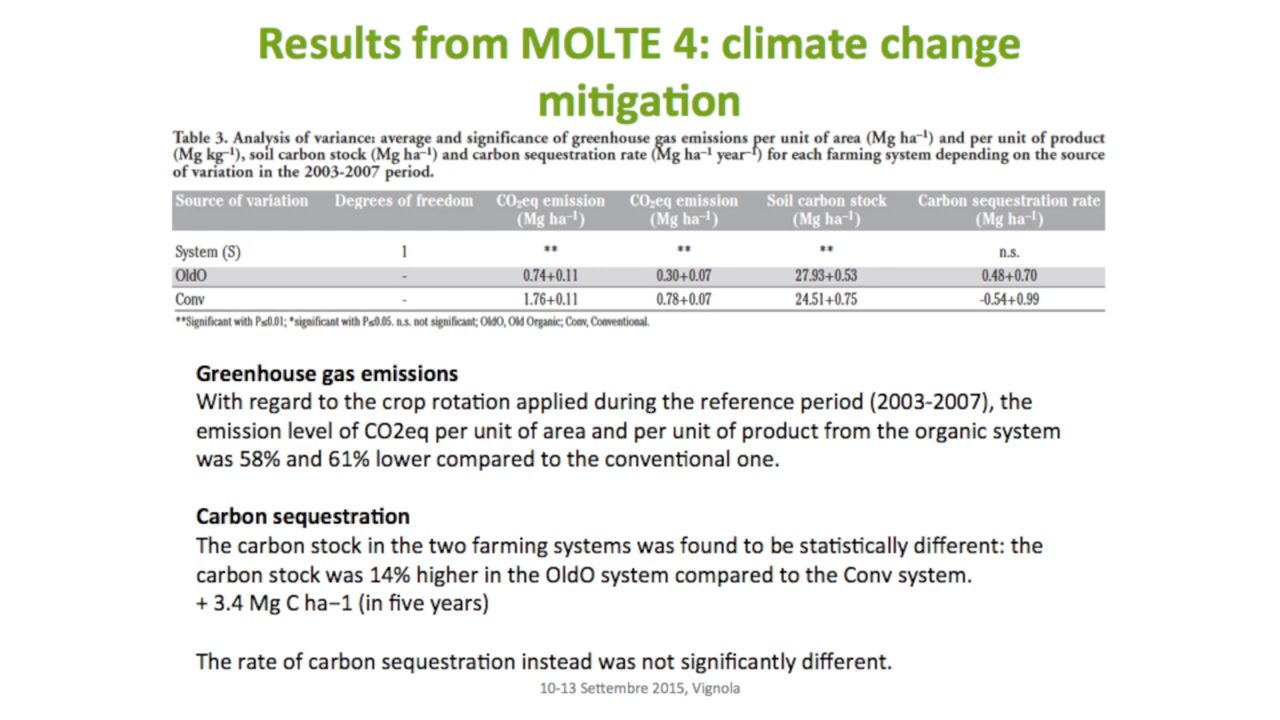 Results from MOLTE 4: climate change
mitigation
Table 3. Analysis of variance: average and significance of greenhouse gas emissions per unit of area (Mg ha⁻¹) and per unit of product
(Mg kg⁻¹), soil carbon stock (Mg ha⁻¹) and carbon sequestration rate (Mg ha⁻¹ year⁻¹) for each farming system depending on the source
of variation in the 2003-2007 period.
Source of variation Degrees of freedom CO₂eq emission CO₂eq emission Soil carbon stock Carbon sequestration rate
(Mg ha⁻¹) (Mg ha⁻¹) (Mg ha⁻¹) (Mg ha⁻¹)
System (S) 1 ** ** ** n.s.
OldO - 0.74+0.11 0.30+0.07 27.93+0.53 0.48+0.70
Conv - 1.76+0.11 0.78+0.07 24.51+0.75 -0.54+0.99
**Significant with P≤0.01; *significant with P≤0.05. n.s. not significant; OldO, Old Organic; Conv, Conventional.
Greenhouse gas emissions
With regard to the crop rotation applied during the reference period (2003-2007), the
emission level of CO2eq per unit of area and per unit of product from the organic system
was 58% and 61% lower compared to the conventional one.
Carbon sequestration
The carbon stock in the two farming systems was found to be statistically different: the
carbon stock was 14% higher in the OldO system compared to the Conv system.
+ 3.4 Mg C ha−1 (in five years)
The rate of carbon sequestration instead was not significantly different.
10-13 Settembre 2015, Vignola